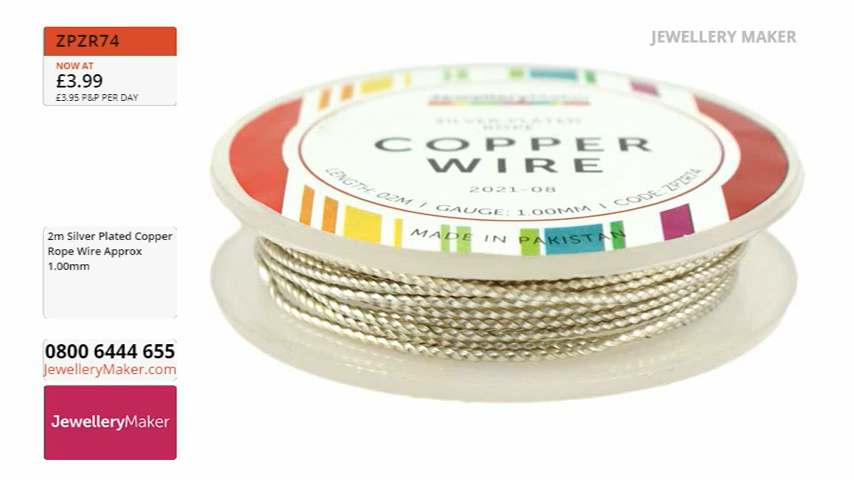 ZPZR74
NOW AT
£3.99
£3.95 P&P PER DAY
JEWELLERY MAKER
JewelleryMaker
SILVER PLATED
ROPE
COPPER
WIRE
2021-08
LENGTH: 02M | GAUGE: 1.00MM | CODE: ZPZR74
MADE IN PAKISTAN
2m Silver Plated Copper
Rope Wire Approx
1.00mm
0800 6444 655
JewelleryMaker.com
JewelleryMaker